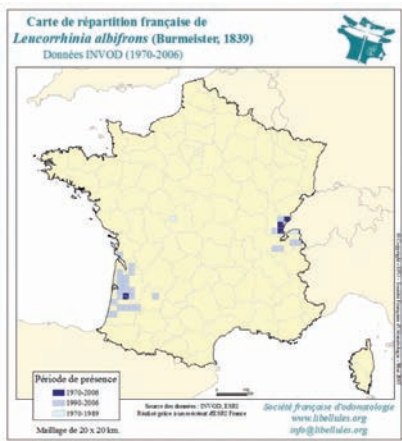 Carte de répartition française de
Leucorrhinia albifrons (Burmeister, 1839)
Données INVOD (1970-2006)
Période de présence
1970-2006
1990-2006
1970-1989
Maillage de 20 x 20 km.
Source des données : INVOD, ESRI
Société française d'odonatologie
www.libellules.org
info@libellules.org